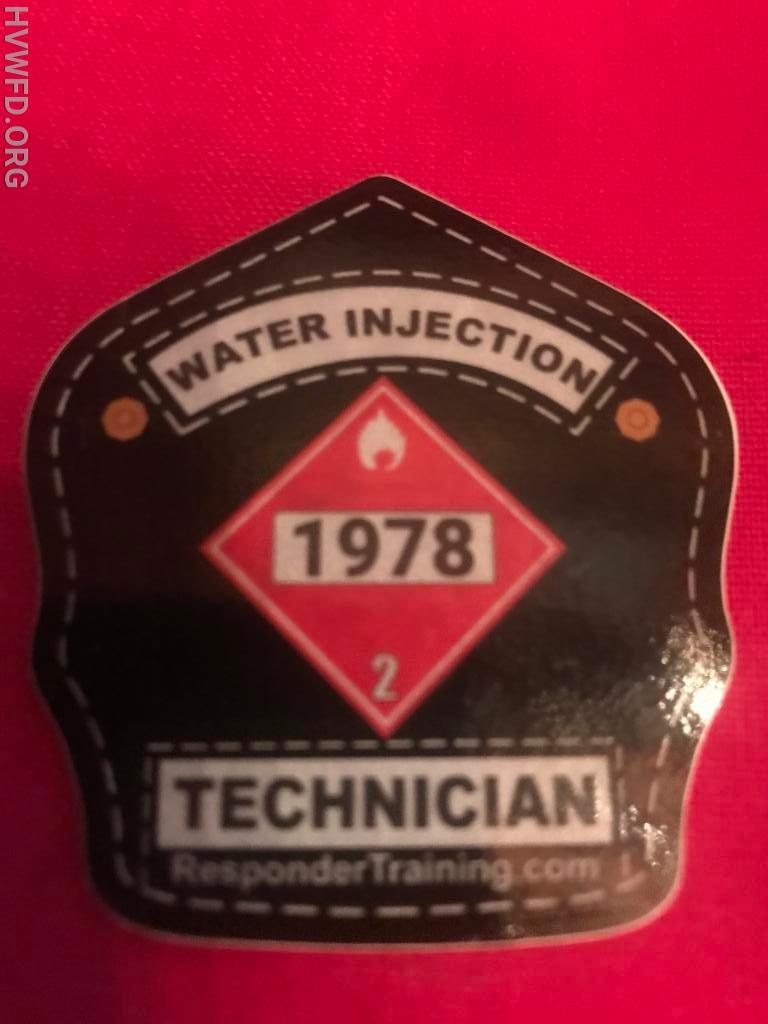 HVWFD.ORG
WATER INJECTION
1978
2
TECHNICIAN
ResponderTraining.com